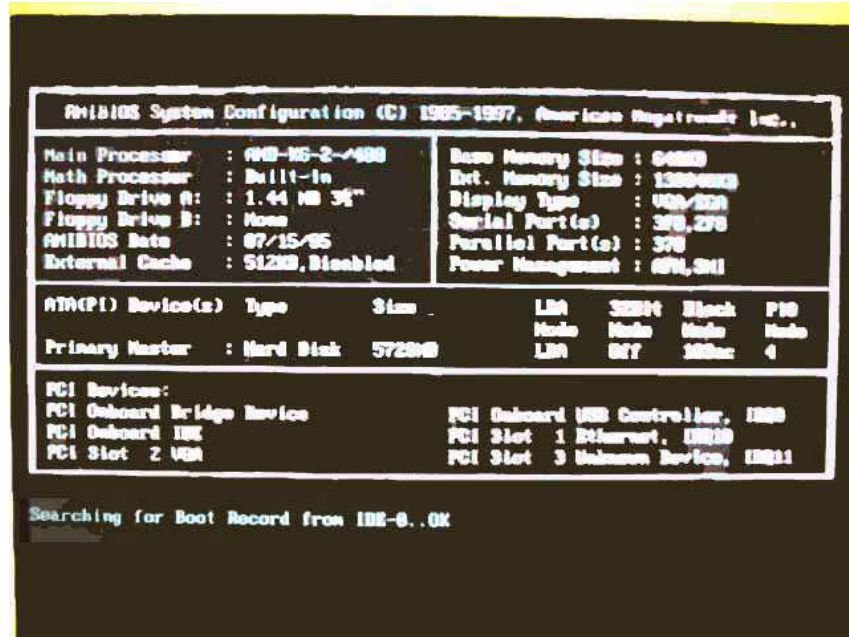 AMIBIOS System Configuration (C) 1985-1997, American Megatrends Inc.,
Main Processor : AMD-K6-2-/400
Math Processor : Built-In
Floppy Drive A: : 1.44 MB 3½"
Floppy Drive B: : None
AMIBIOS Date : 07/15/95
External Cache : 512KB,Disabled
Base Memory Size : 640KB
Ext. Memory Size :
Display Type : VGA/EGA
Serial Port(s) : 3F8,2F8
Parallel Port(s) : 378
Power Management : APM,SMI
ATA(PI) Device(s) Type Size LBA 32Bit Block PIO
Mode Mode Mode Mode
Primary Master : Hard Disk LBA Off 16Sec 4
PCI Devices:
PCI Onboard Bridge Device
PCI Onboard IDE
PCI Slot 2 VGA
PCI Onboard USB Controller,
PCI Slot 1 Ethernet, IRQ10
PCI Slot 3 Unknown Device, IRQ11
Searching for Boot Record from IDE-0..OK